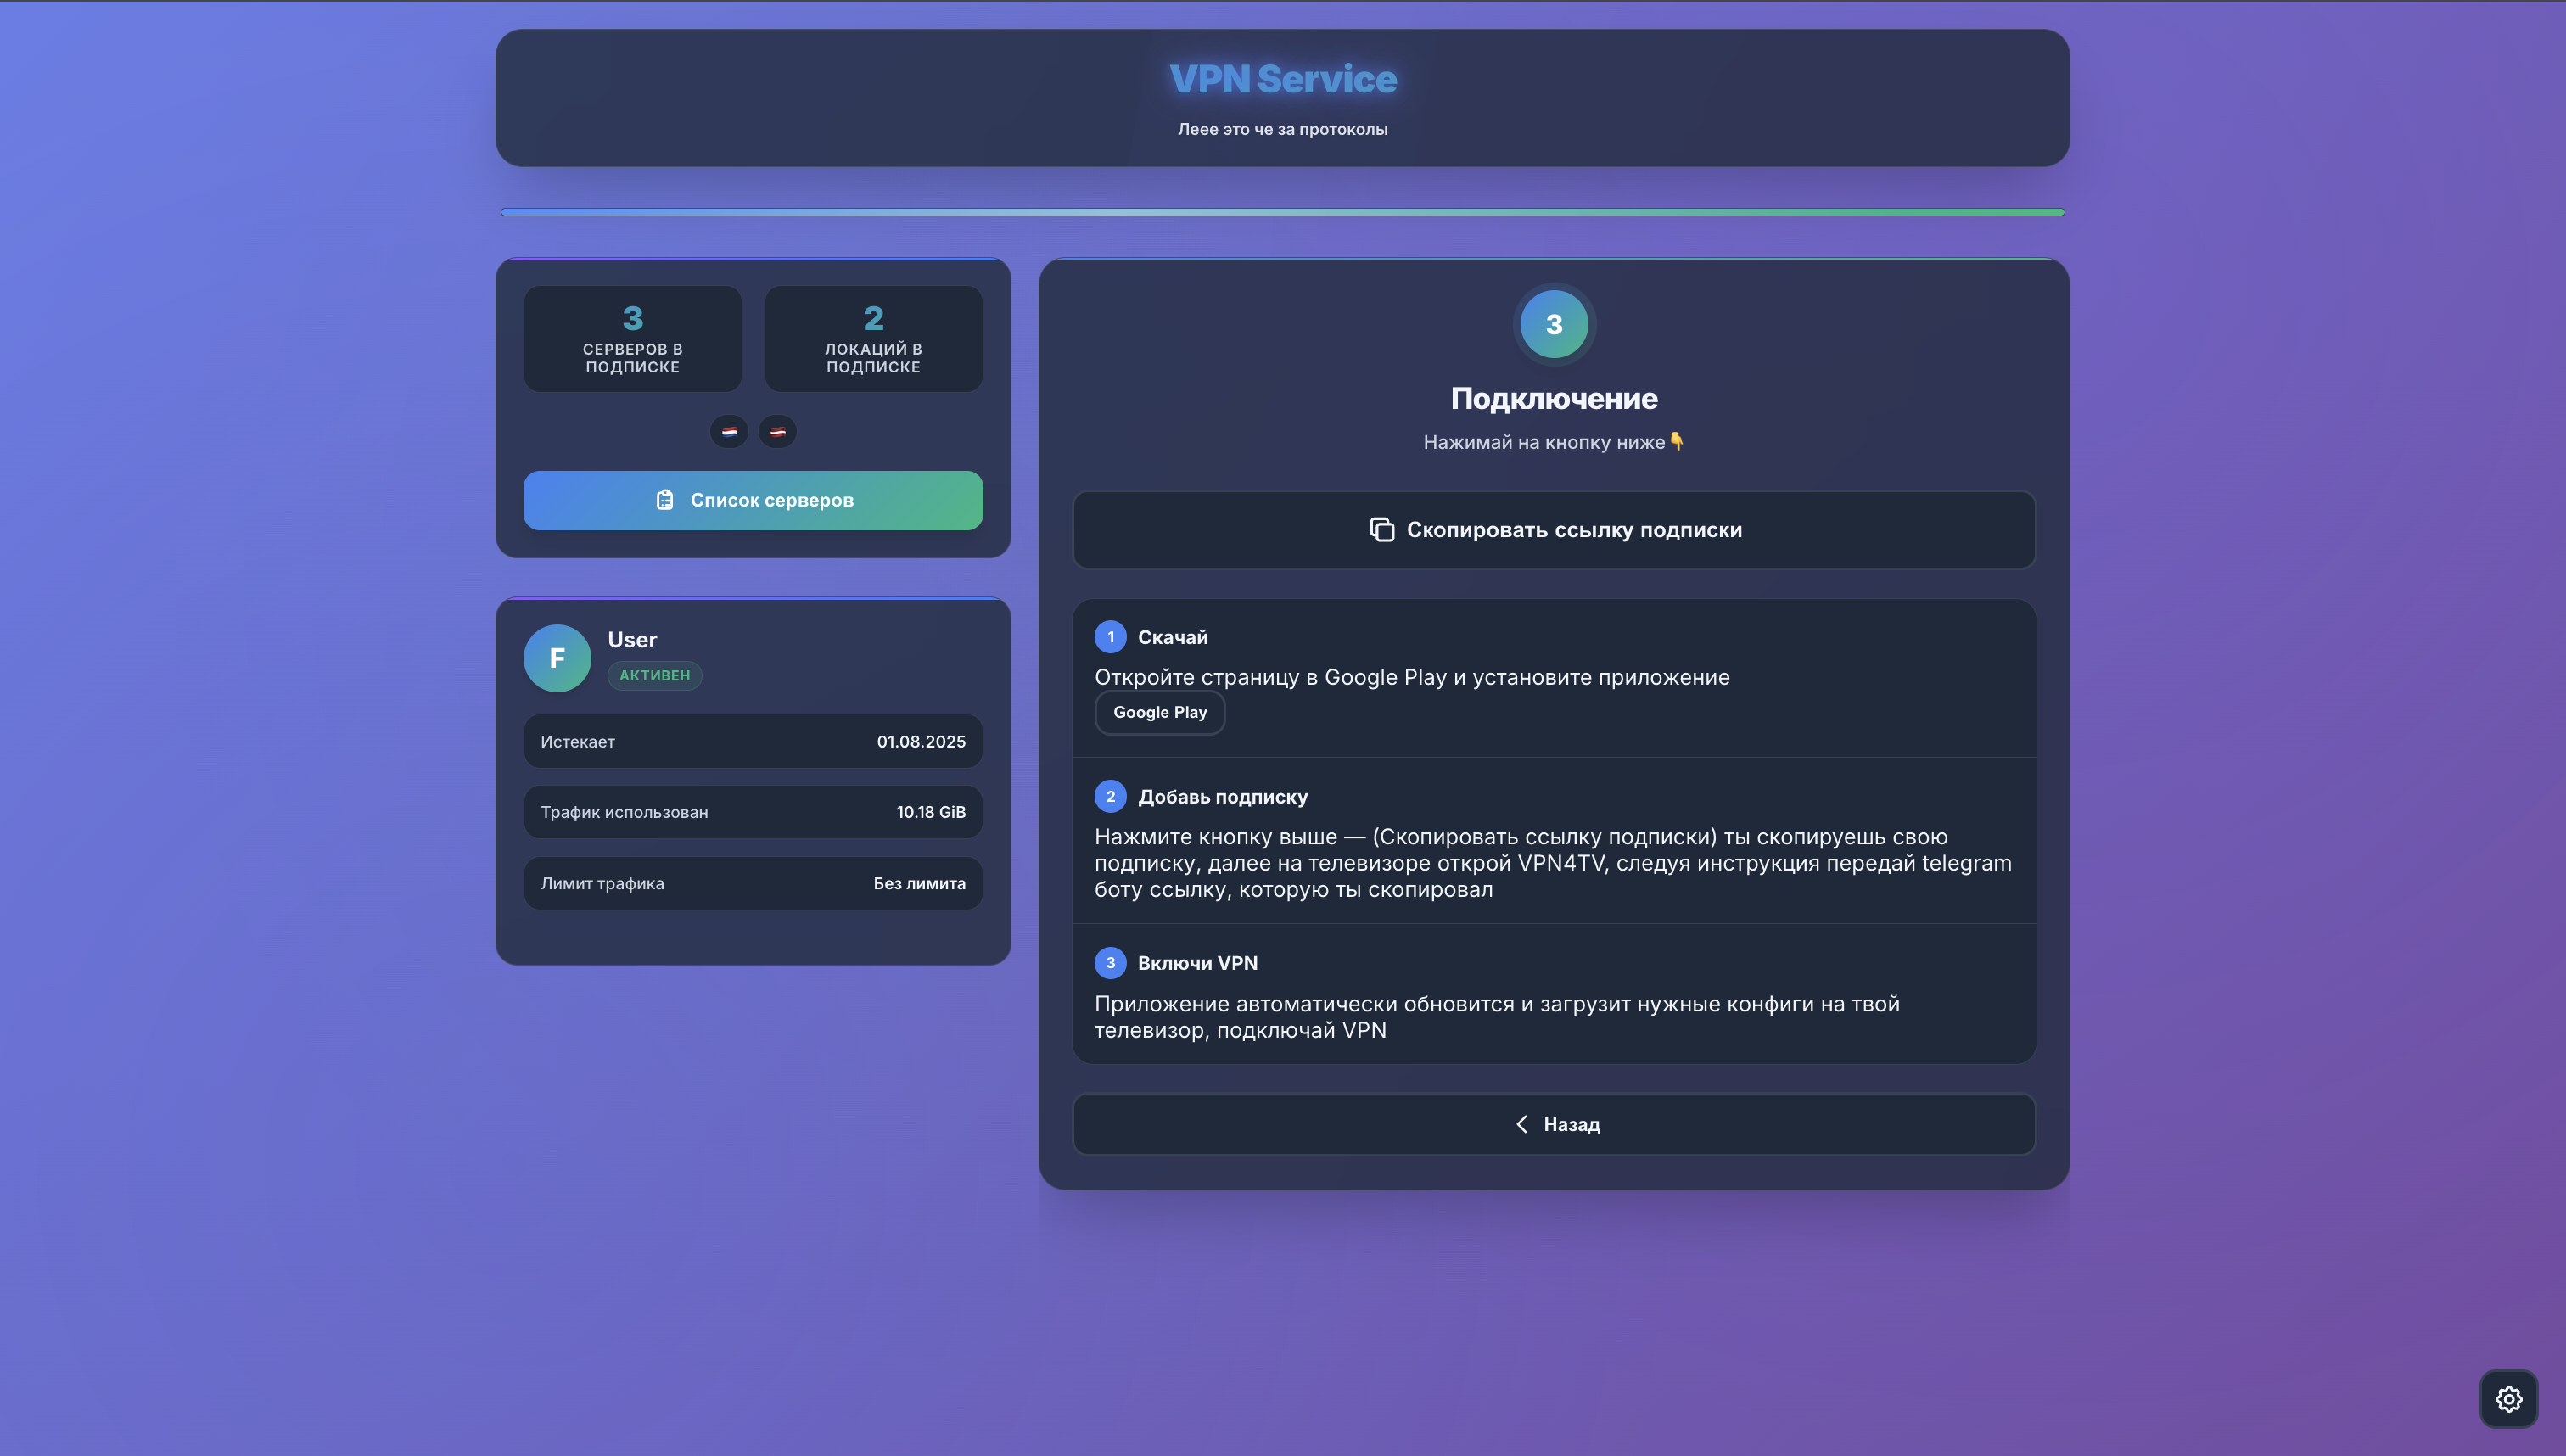 VPN Service
Леее это че за протоколы
3
СЕРВЕРОВ В
ПОДПИСКЕ
2
ЛОКАЦИЙ В
ПОДПИСКЕ
Список серверов
F
User
АКТИВЕН
Истекает 01.08.2025
Трафик использован 10.18 GiB
Лимит трафика Без лимита
3
Подключение
Нажимай на кнопку ниже👇
Скопировать ссылку подписки
1 Скачай
Откройте страницу в Google Play и установите приложение
Google Play
2 Добавь подписку
Нажмите кнопку выше — (Скопировать ссылку подписки) ты скопируешь свою
подписку, далее на телевизоре открой VPN4TV, следуя инструкция передай telegram
боту ссылку, которую ты скопировал
3 Включи VPN
Приложение автоматически обновится и загрузит нужные конфиги на твой
телевизор, подключай VPN
Назад